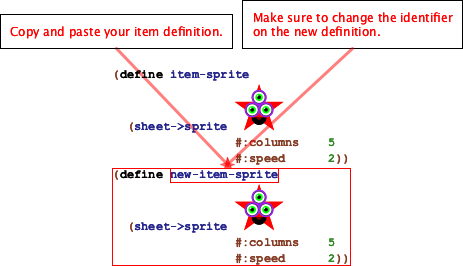 Copy and paste your item definition.
Make sure to change the identifier
on the new definition.
(define item-sprite
(sheet->sprite
#:columns 5
#:speed 2))
(define new-item-sprite
(sheet->sprite
#:columns 5
#:speed 2))